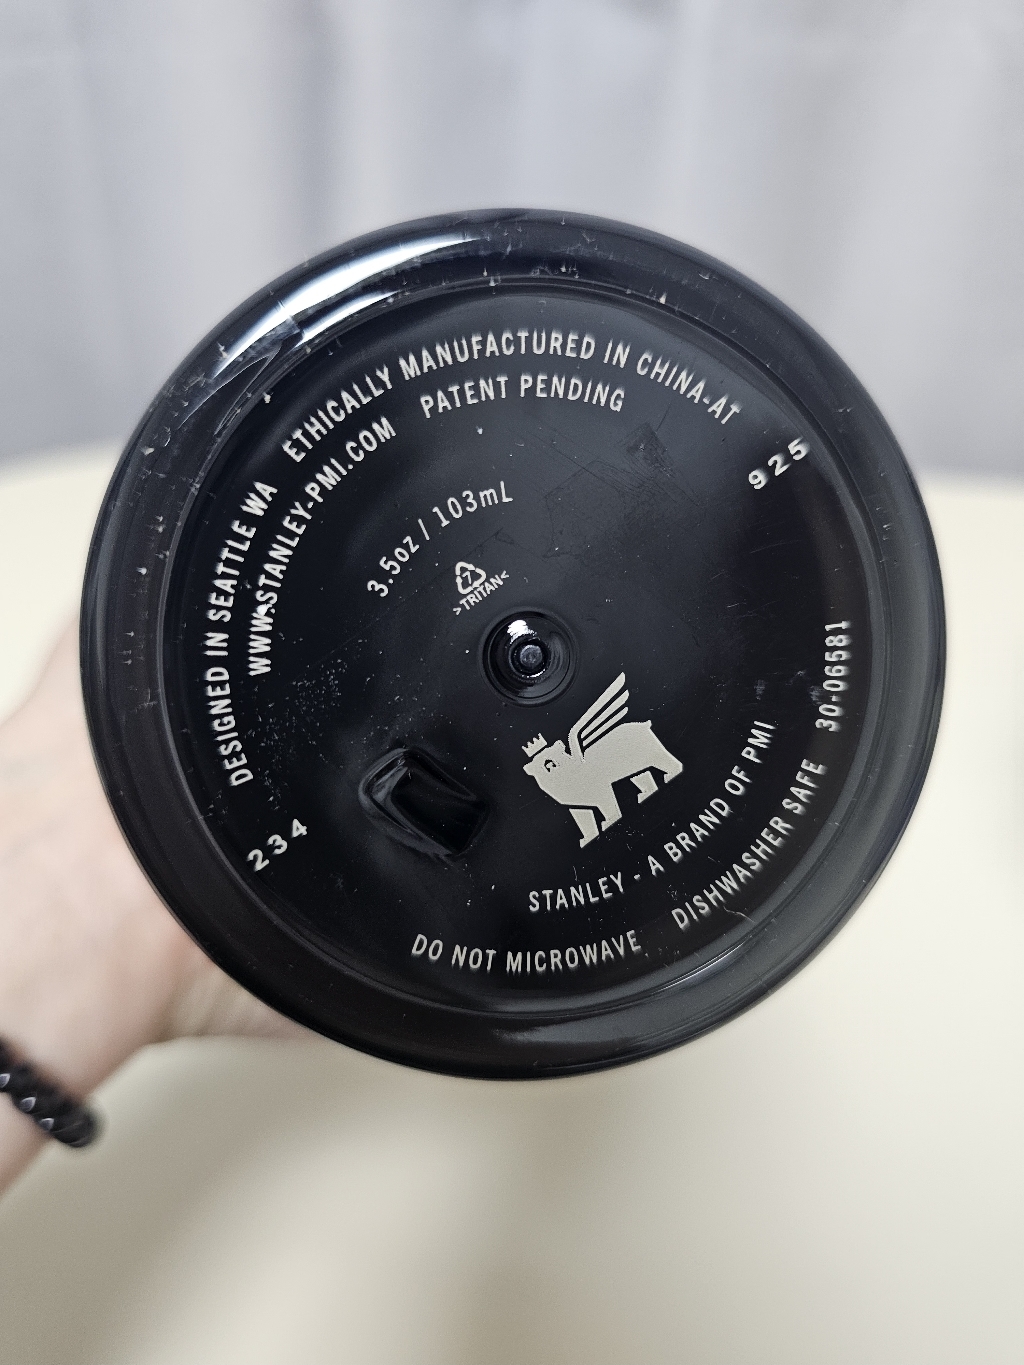 DESIGNED IN SEATTLE WA ETHICALLY MANUFACTURED IN CHINA-AT
WWW.STANLEY-PMI.COM PATENT PENDING
925
3.5oz / 103mL
7
>TRITAN<
234
STANLEY - A BRAND OF PMI
DO NOT MICROWAVE DISHWASHER SAFE 30-06581